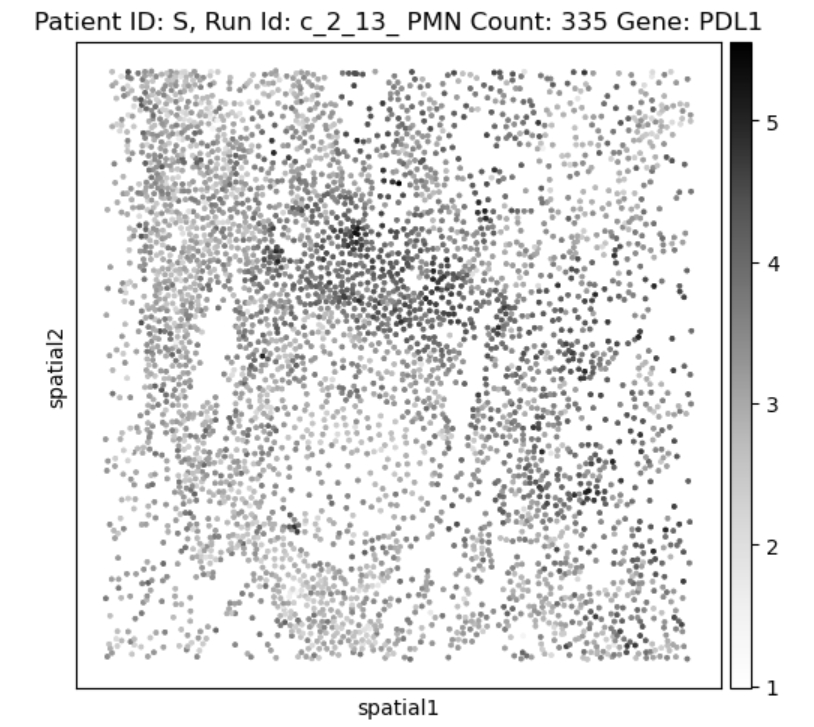 Patient ID: S, Run Id: c_2_13_ PMN Count: 335 Gene: PDL1
5
4
spatial2
3
2
1
spatial1